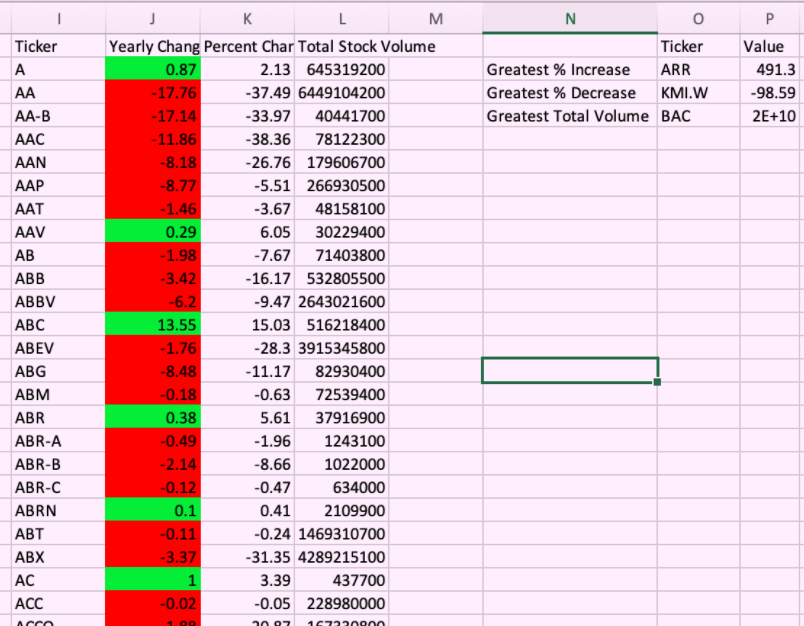 I J K L M N O P
Ticker Yearly Chang Percent Char Total Stock Volume Ticker Value
A 0.87 2.13 645319200 Greatest % Increase ARR 491.3
AA -17.76 -37.49 6449104200 Greatest % Decrease KMI.W -98.59
AA-B -17.14 -33.97 40441700 Greatest Total Volume BAC 2E+10
AAC -11.86 -38.36 78122300
AAN -8.18 -26.76 179606700
AAP -8.77 -5.51 266930500
AAT -1.46 -3.67 48158100
AAV 0.29 6.05 30229400
AB -1.98 -7.67 71403800
ABB -3.42 -16.17 532805500
ABBV -6.2 -9.47 2643021600
ABC 13.55 15.03 516218400
ABEV -1.76 -28.3 3915345800
ABG -8.48 -11.17 82930400
ABM -0.18 -0.63 72539400
ABR 0.38 5.61 37916900
ABR-A -0.49 -1.96 1243100
ABR-B -2.14 -8.66 1022000
ABR-C -0.12 -0.47 634000
ABRN 0.1 0.41 2109900
ABT -0.11 -0.24 1469310700
ABX -3.37 -31.35 4289215100
AC 1 3.39 437700
ACC -0.02 -0.05 228980000